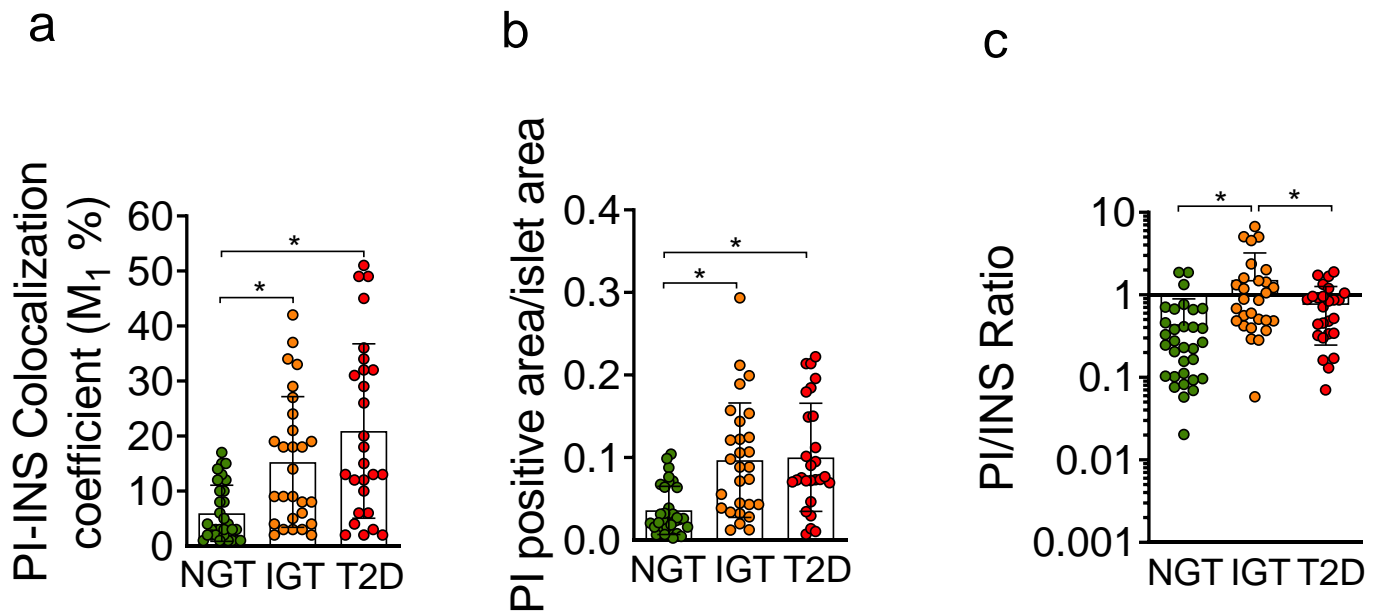 a
PI-INS Colocalization
coefficient (M1 %)
60
50
40
30
20
10
0
*
*
NGT IGT T2D
b
PI positive area/islet area
0.4
0.3
0.2
0.1
0.0
*
*
NGT IGT T2D
c
PI/INS Ratio
10
1
0.1
0.01
0.001
*
*
NGT IGT T2D